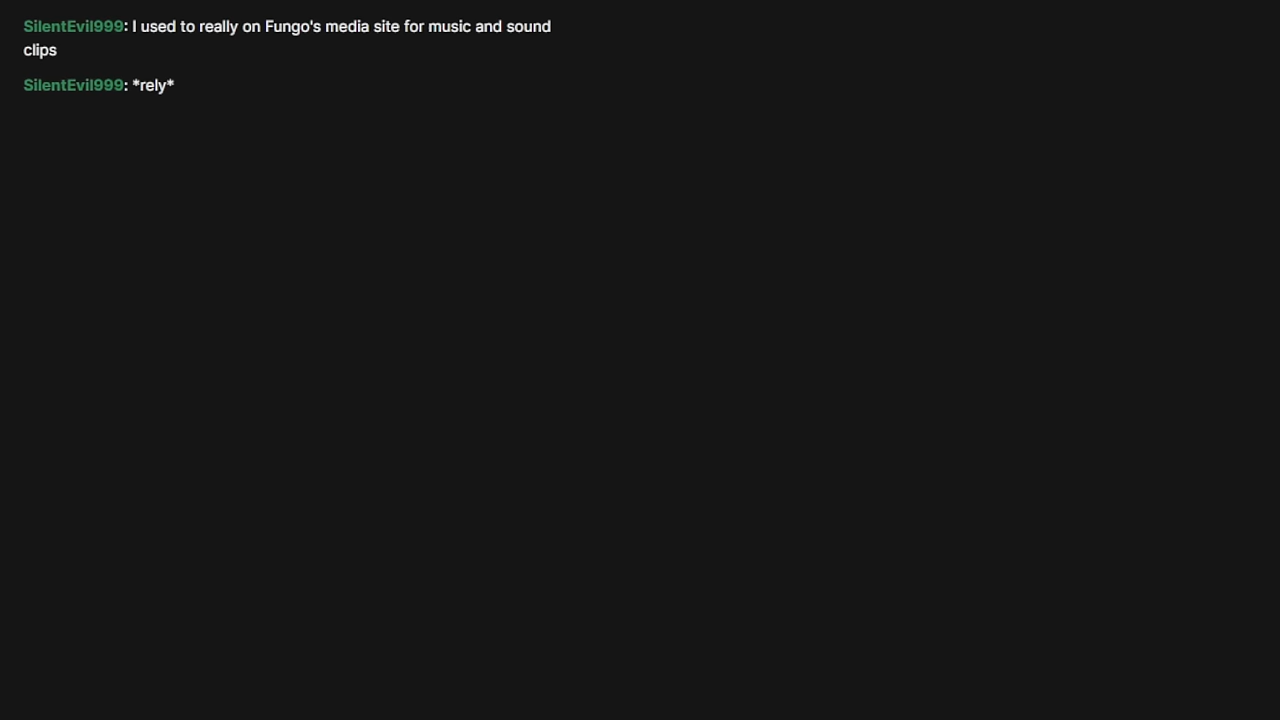 SilentEvil999: I used to really on Fungo's media site for music and sound
clips
SilentEvil999: *rely*